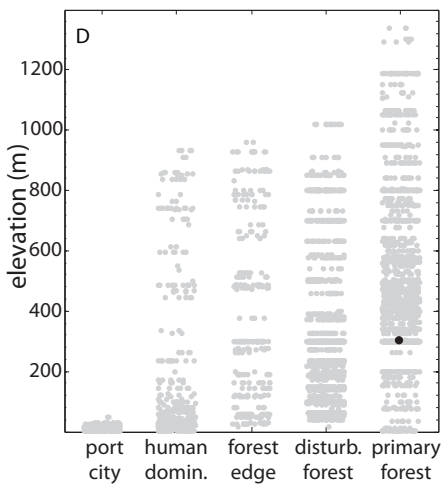 D
elevation (m)
1200
1000
800
600
400
200
port city
human domin.
forest edge
disturb. forest
primary forest